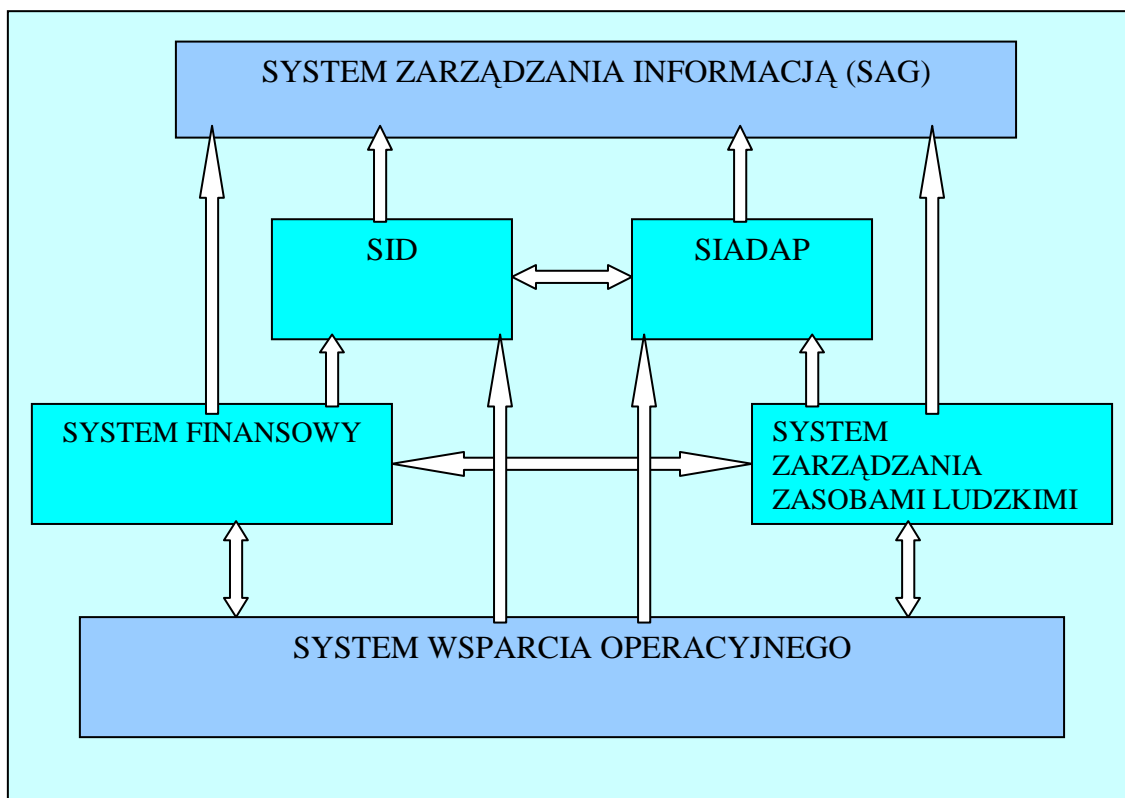 SYSTEM ZARZĄDZANIA INFORMACJĄ (SAG)
SID
SIADAP
SYSTEM FINANSOWY
SYSTEM
ZARZĄDZANIA
ZASOBAMI LUDZKIMI
SYSTEM WSPARCIA OPERACYJNEGO